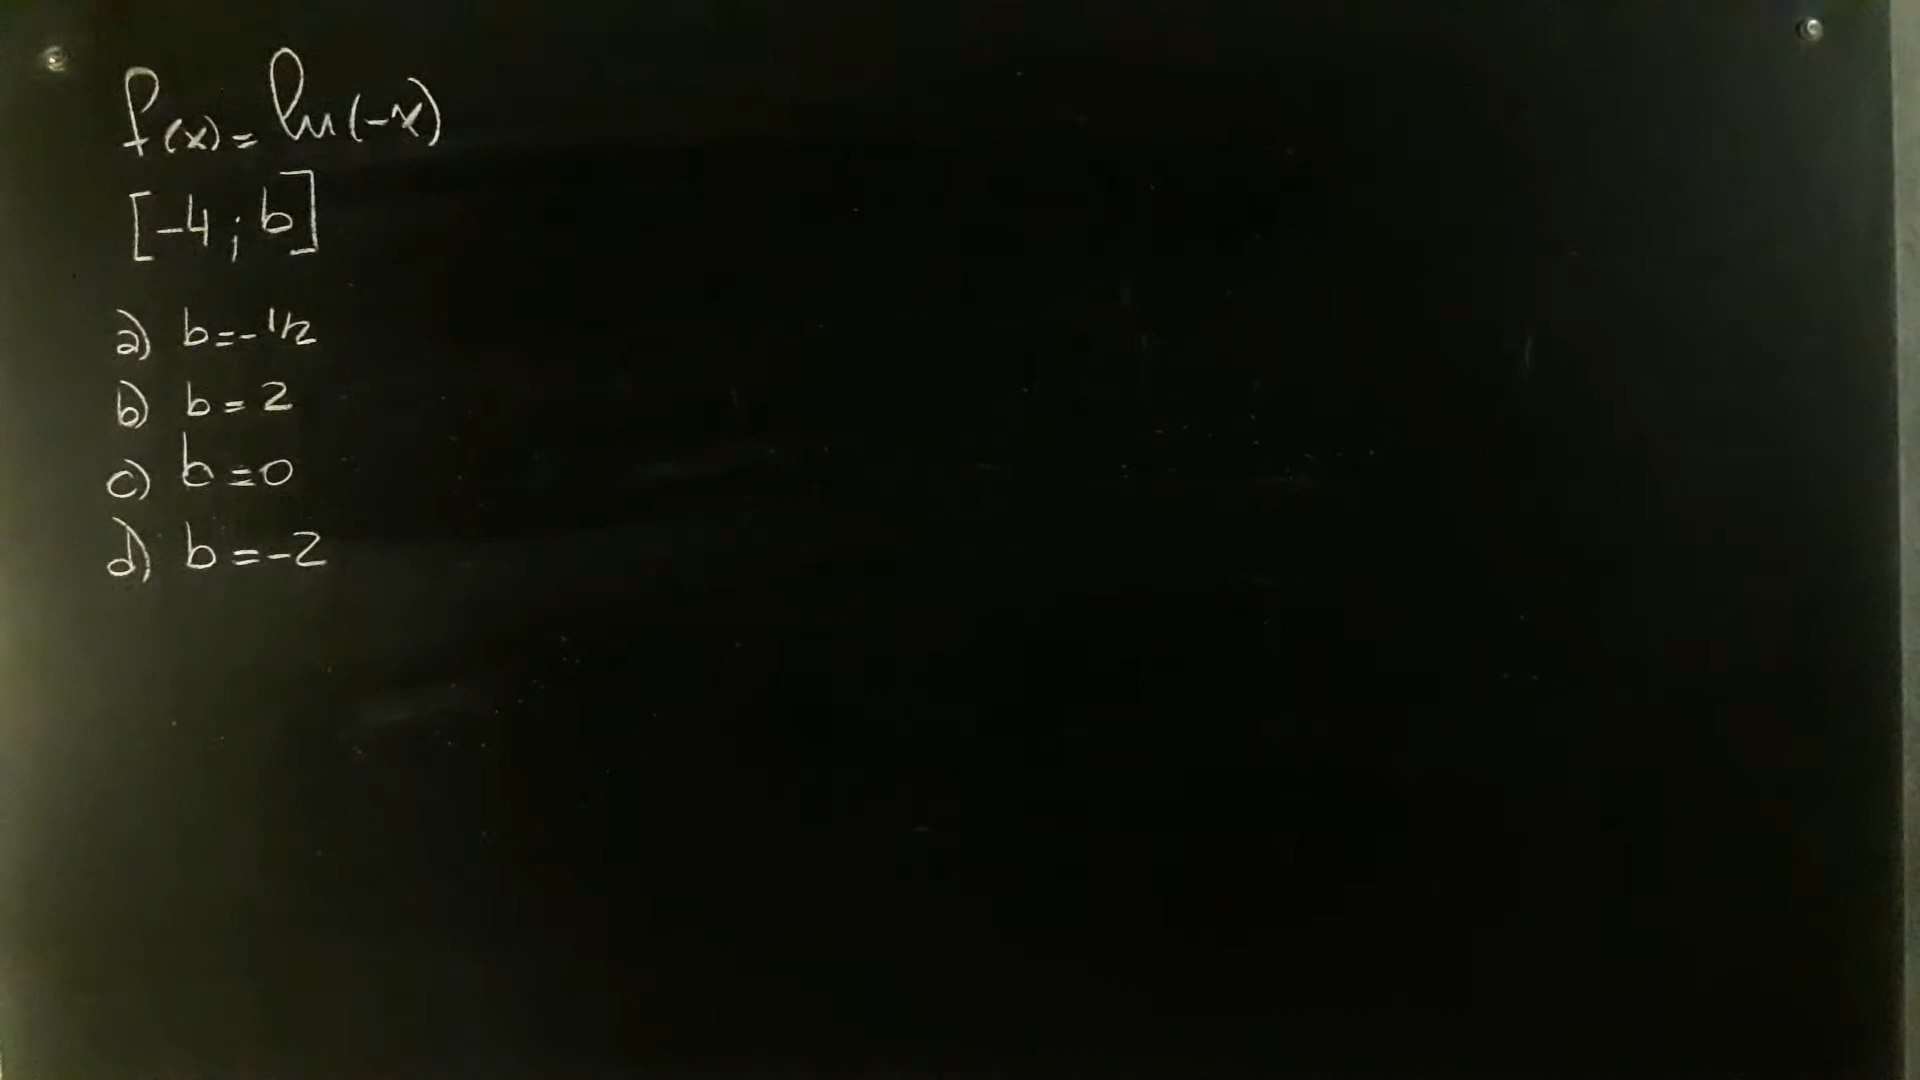 f(x) = ln(-x)
[-4; b]
a) b=-1/2
b) b=2
c) b=0
d) b=-2